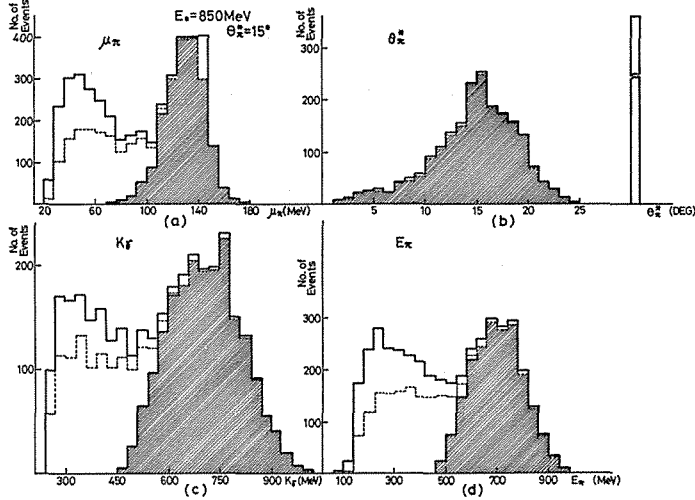 No. of Events
E₀=850MeV
θ*π=15°
μπ
400
300
200
100
20 60 100 140 180
μπ(MeV)
(a)
No. of Events
θ*π
300
200
100
5 10 15 20 25
θ*π (DEG)
(b)
No. of Events
Kγ
200
100
300 450 600 750 900 Kγ(MeV)
(c)
No. of Events
Eπ
300
200
100
100 300 500 700 900 Eπ(MeV)
(d)